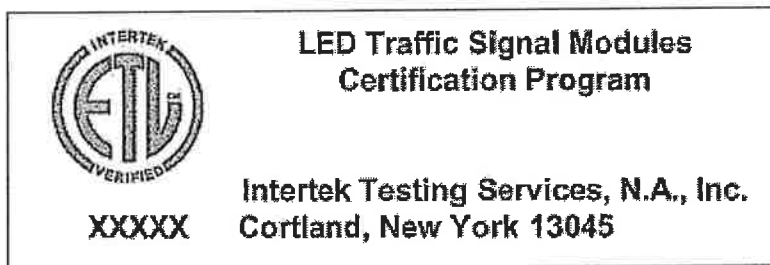 INTERTEK
ETL
VERIFIED
XXXXX
LED Traffic Signal Modules
Certification Program
Intertek Testing Services, N.A., Inc.
Cortland, New York 13045